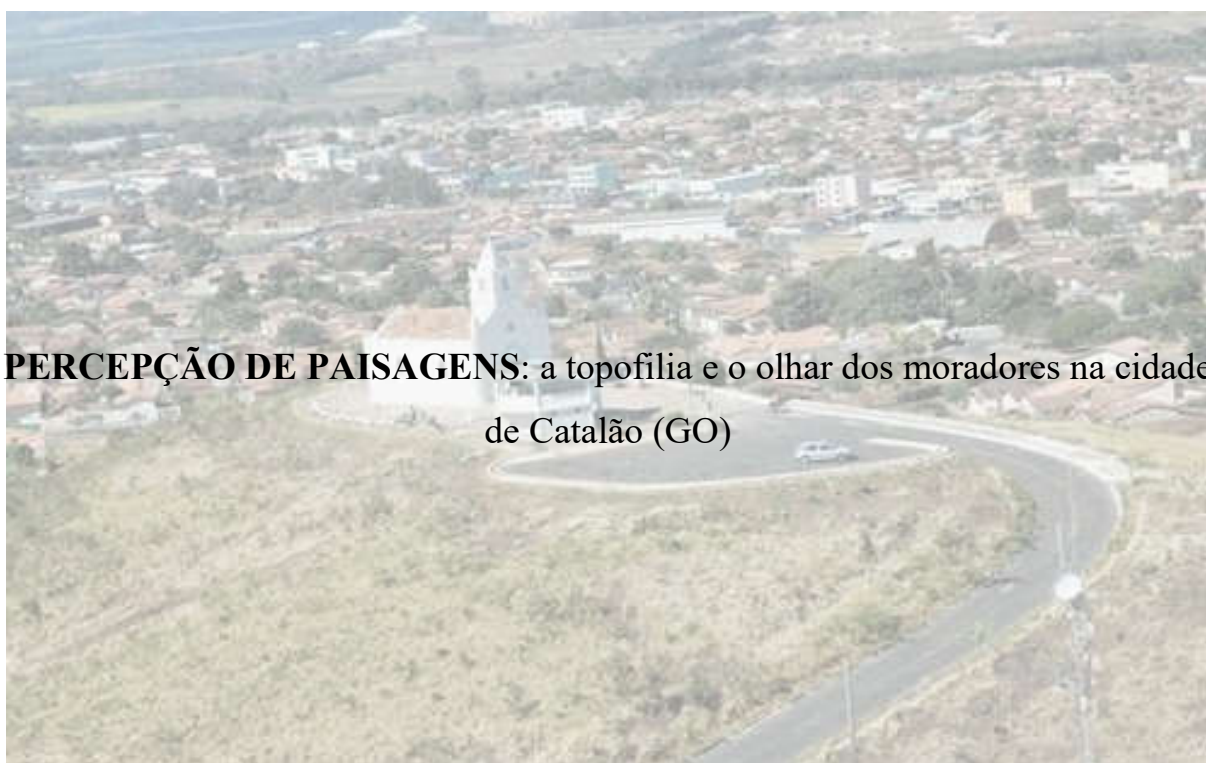 PERCEPÇÃO DE PAISAGENS: a topofilia e o olhar dos moradores na cidade
de Catalão (GO)